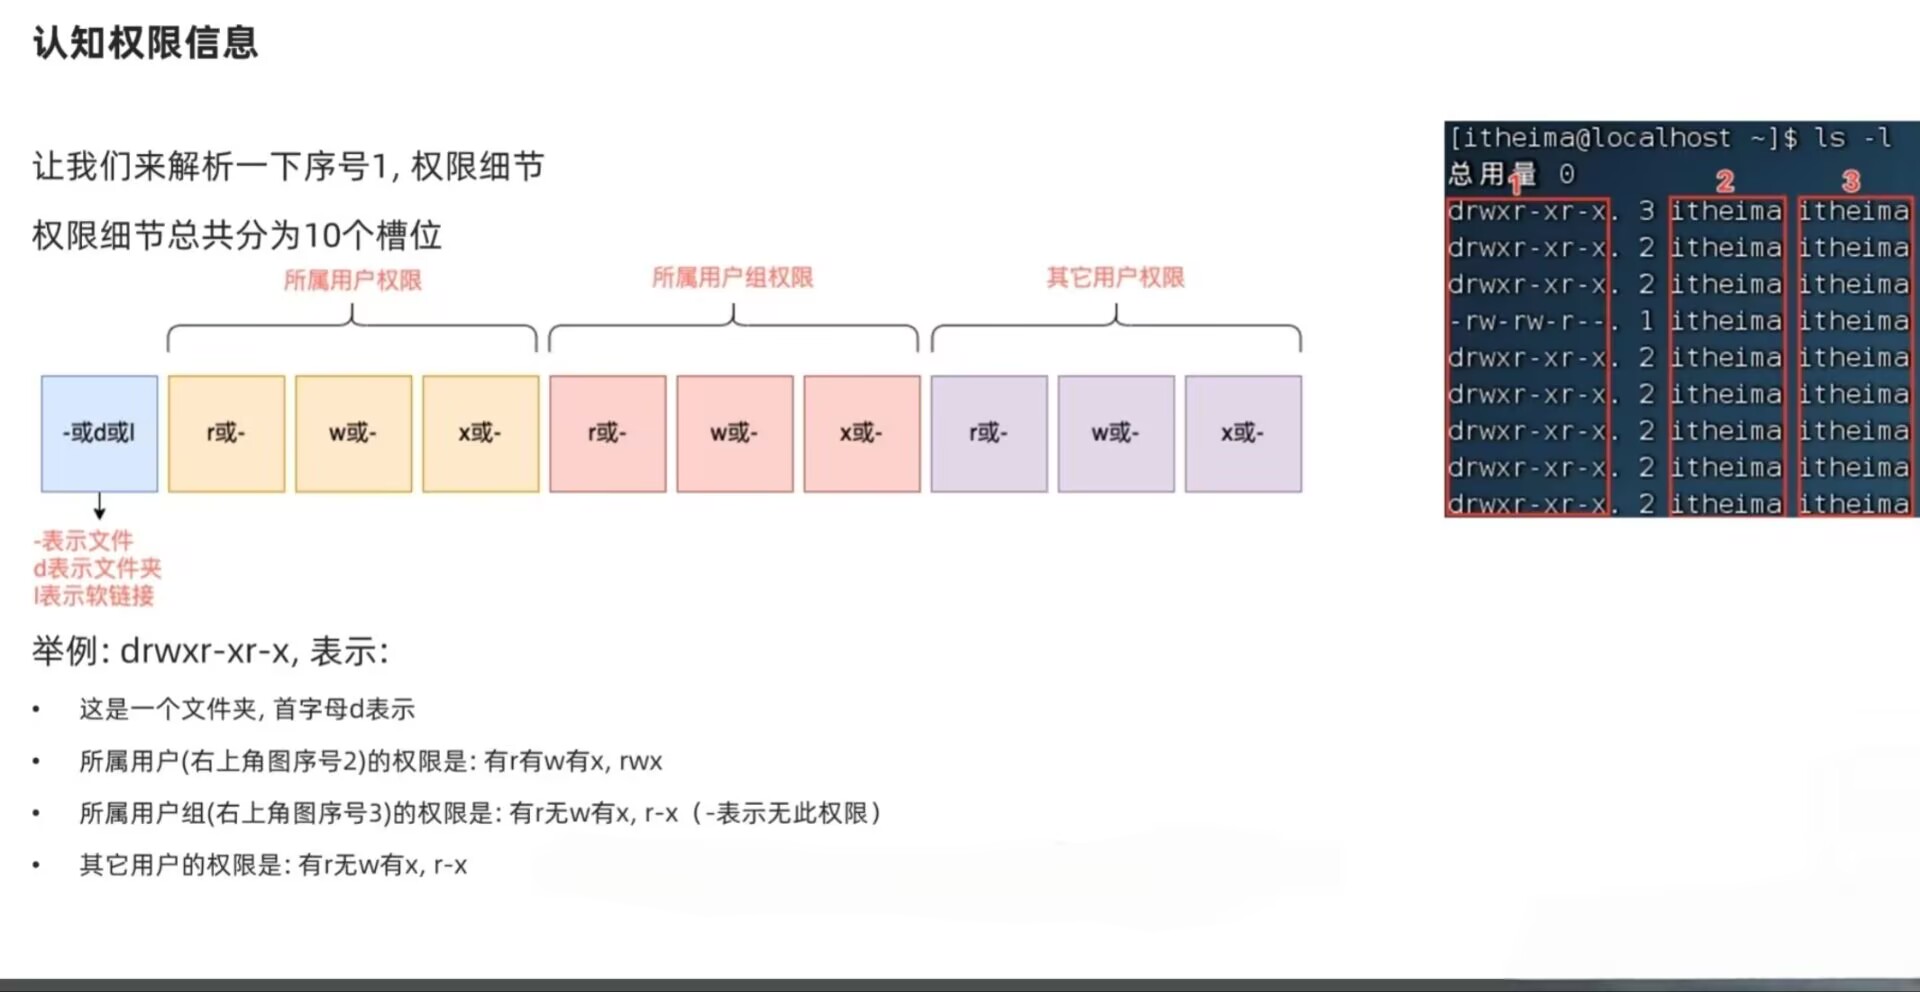 认知权限信息
让我们来解析一下序号1, 权限细节
权限细节总共分为10个槽位
所属用户权限 所属用户组权限 其它用户权限
-或d或l r或- w或- x或- r或- w或- x或- r或- w或- x或-
-表示文件
d表示文件夹
l表示软链接
举例: drwxr-xr-x, 表示:
• 这是一个文件夹, 首字母d表示
• 所属用户(右上角图序号2)的权限是: 有r有w有x, rwx
• 所属用户组(右上角图序号3)的权限是: 有r无w有x, r-x（-表示无此权限）
• 其它用户的权限是: 有r无w有x, r-x
[itheima@localhost ~]$ ls -l
总用量 0
1 2 3
drwxr-xr-x. 3 itheima itheima
drwxr-xr-x. 2 itheima itheima
drwxr-xr-x. 2 itheima itheima
-rw-rw-r--. 1 itheima itheima
drwxr-xr-x. 2 itheima itheima
drwxr-xr-x. 2 itheima itheima
drwxr-xr-x. 2 itheima itheima
drwxr-xr-x. 2 itheima itheima
drwxr-xr-x. 2 itheima itheima